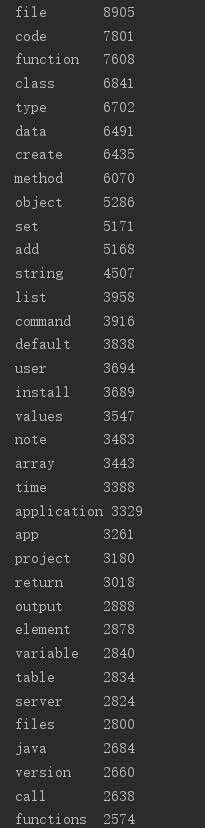 file 8905
code 7801
function 7608
class 6841
type 6702
data 6491
create 6435
method 6070
object 5286
set 5171
add 5168
string 4507
list 3958
command 3916
default 3838
user 3694
install 3689
values 3547
note 3483
array 3443
time 3388
application 3329
app 3261
project 3180
return 3018
output 2888
element 2878
variable 2840
table 2834
server 2824
files 2800
java 2684
version 2660
call 2638
functions 2574